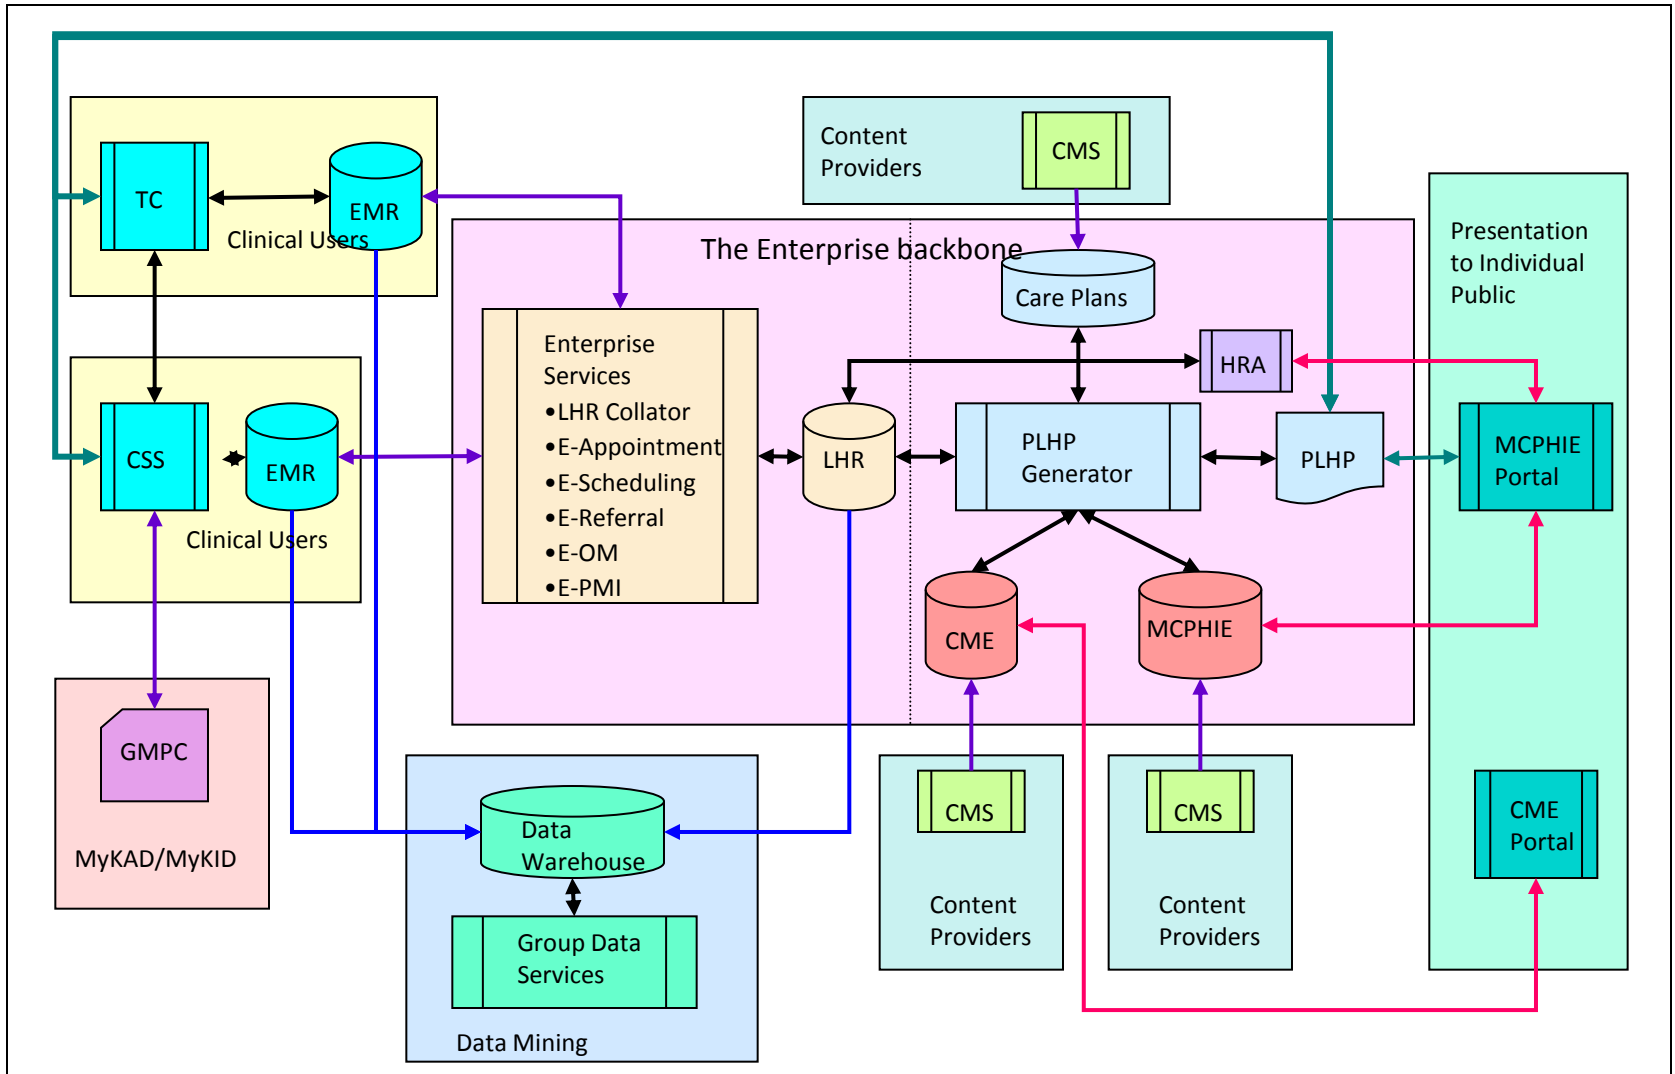 TC
EMR
Clinical Users
Content
Providers
CMS
The Enterprise backbone
Care Plans
Presentation
to Individual
Public
CSS
EMR
Clinical Users
Enterprise
Services
•LHR Collator
•E-Appointment
•E-Scheduling
•E-Referral
•E-OM
•E-PMI
LHR
HRA
PLHP
Generator
PLHP
MCPHIE
Portal
CME
MCPHIE
GMPC
MyKAD/MyKID
Data
Warehouse
Group Data
Services
Data Mining
CMS
Content
Providers
CMS
Content
Providers
CME
Portal